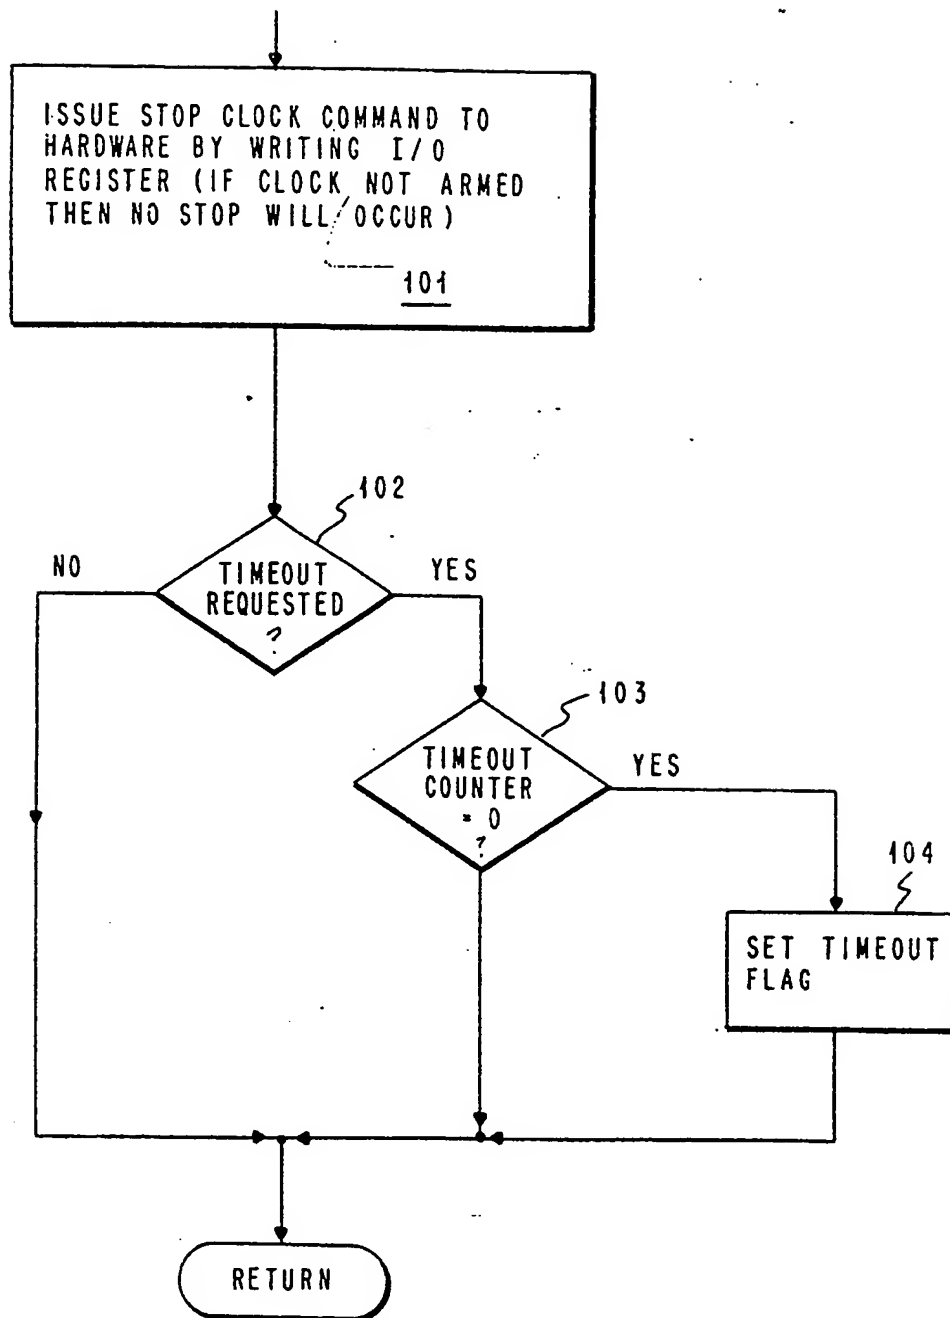 ISSUE STOP CLOCK COMMAND TO
HARDWARE BY WRITING I/O
REGISTER (IF CLOCK NOT ARMED
THEN NO STOP WILL OCCUR)
101
102
NO
YES
TIMEOUT
REQUESTED
?
103
TIMEOUT
COUNTER
= 0
?
YES
104
SET TIMEOUT
FLAG
RETURN